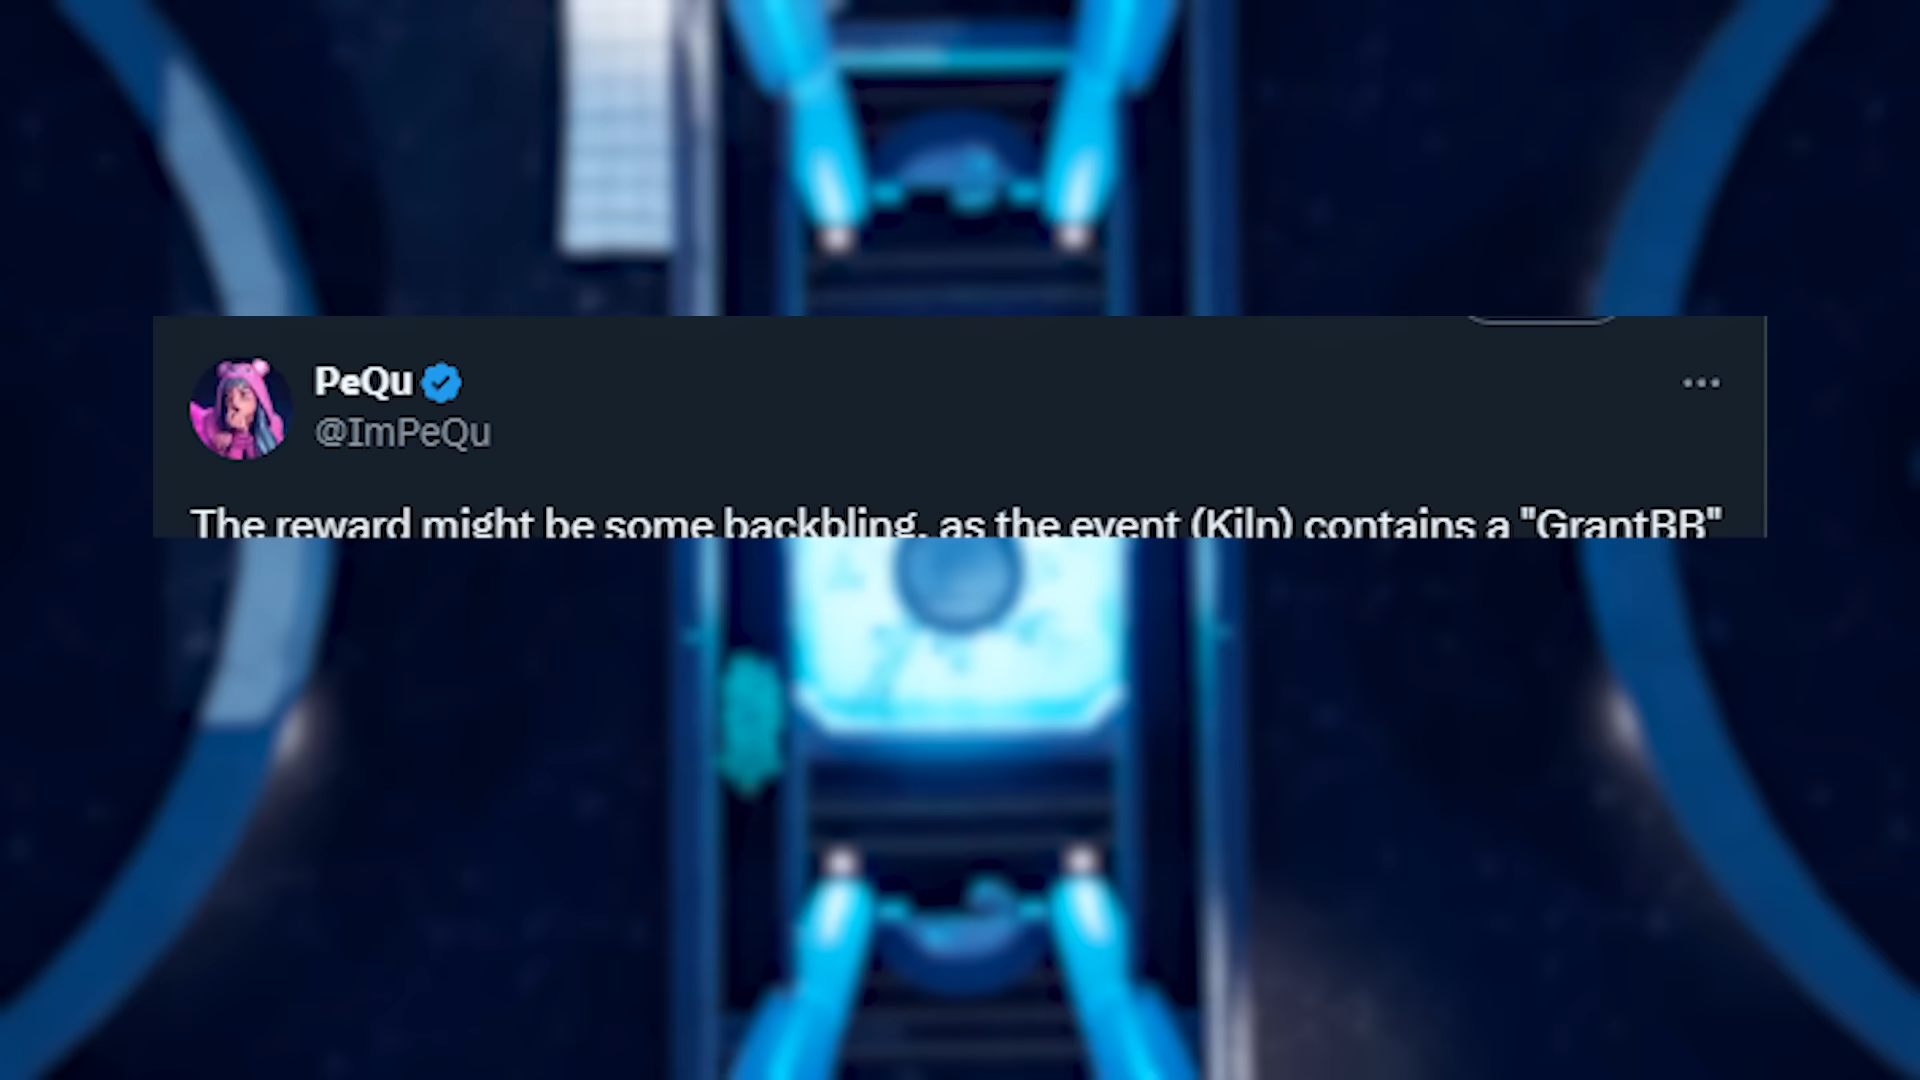 PeQu
@ImPeQu
The reward might be some backbling, as the event (Kiln) contains a "GrantBB"